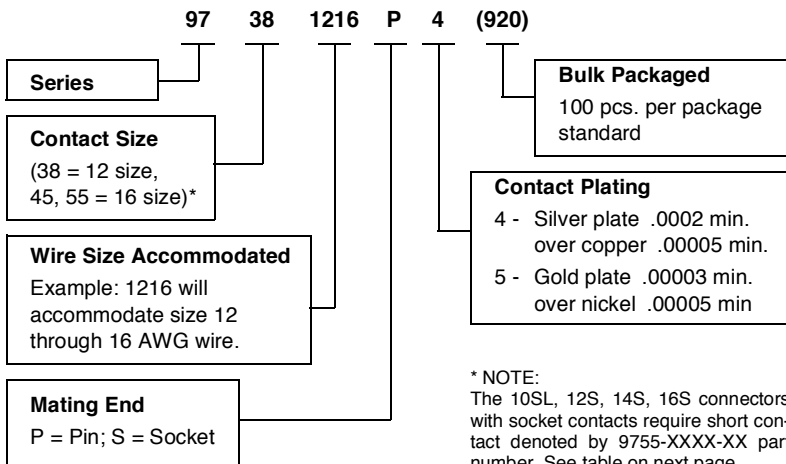 97 38 1216 P 4 (920)
Series
Contact Size
(38 = 12 size,
45, 55 = 16 size)*
Wire Size Accommodated
Example: 1216 will
accommodate size 12
through 16 AWG wire.
Mating End
P = Pin; S = Socket
Bulk Packaged
100 pcs. per package
standard
Contact Plating
4 - Silver plate .0002 min.
over copper .00005 min.
5 - Gold plate .00003 min.
over nickel .00005 min
* NOTE:
The 10SL, 12S, 14S, 16S connectors
with socket contacts require short con-
tact denoted by 9755-XXXX-XX part
number. See table on next page